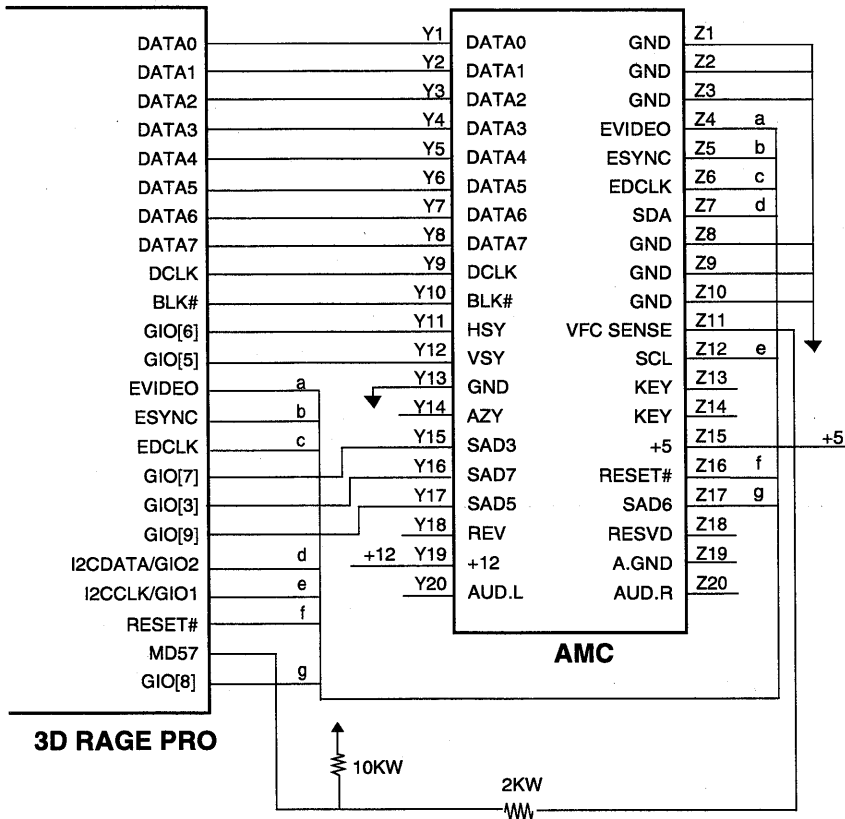 DATA0 Y1 DATA0 GND Z1
DATA1 Y2 DATA1 GND Z2
DATA2 Y3 DATA2 GND Z3
DATA3 Y4 DATA3 EVIDEO Z4 a
DATA4 Y5 DATA4 ESYNC Z5 b
DATA5 Y6 DATA5 EDCLK Z6 c
DATA6 Y7 DATA6 SDA Z7 d
DATA7 Y8 DATA7 GND Z8
DCLK Y9 DCLK GND Z9
BLK# Y10 BLK# GND Z10
GIO[6] Y11 HSY VFC SENSE Z11
GIO[5] Y12 VSY SCL Z12 e
EVIDEO a Y13 GND KEY Z13
ESYNC b Y14 AZY KEY Z14
EDCLK c Y15 SAD3 +5 Z15 +5
GIO[7] Y16 SAD7 RESET# Z16 f
GIO[3] Y17 SAD5 SAD6 Z17 g
GIO[9] Y18 REV RESVD Z18
I2CDATA/GIO2 d +12 Y19 +12 A.GND Z19
I2CCLK/GIO1 e Y20 AUD.L AUD.R Z20
RESET# f
MD57
GIO[8] g
AMC
3D RAGE PRO
10KW
2KW